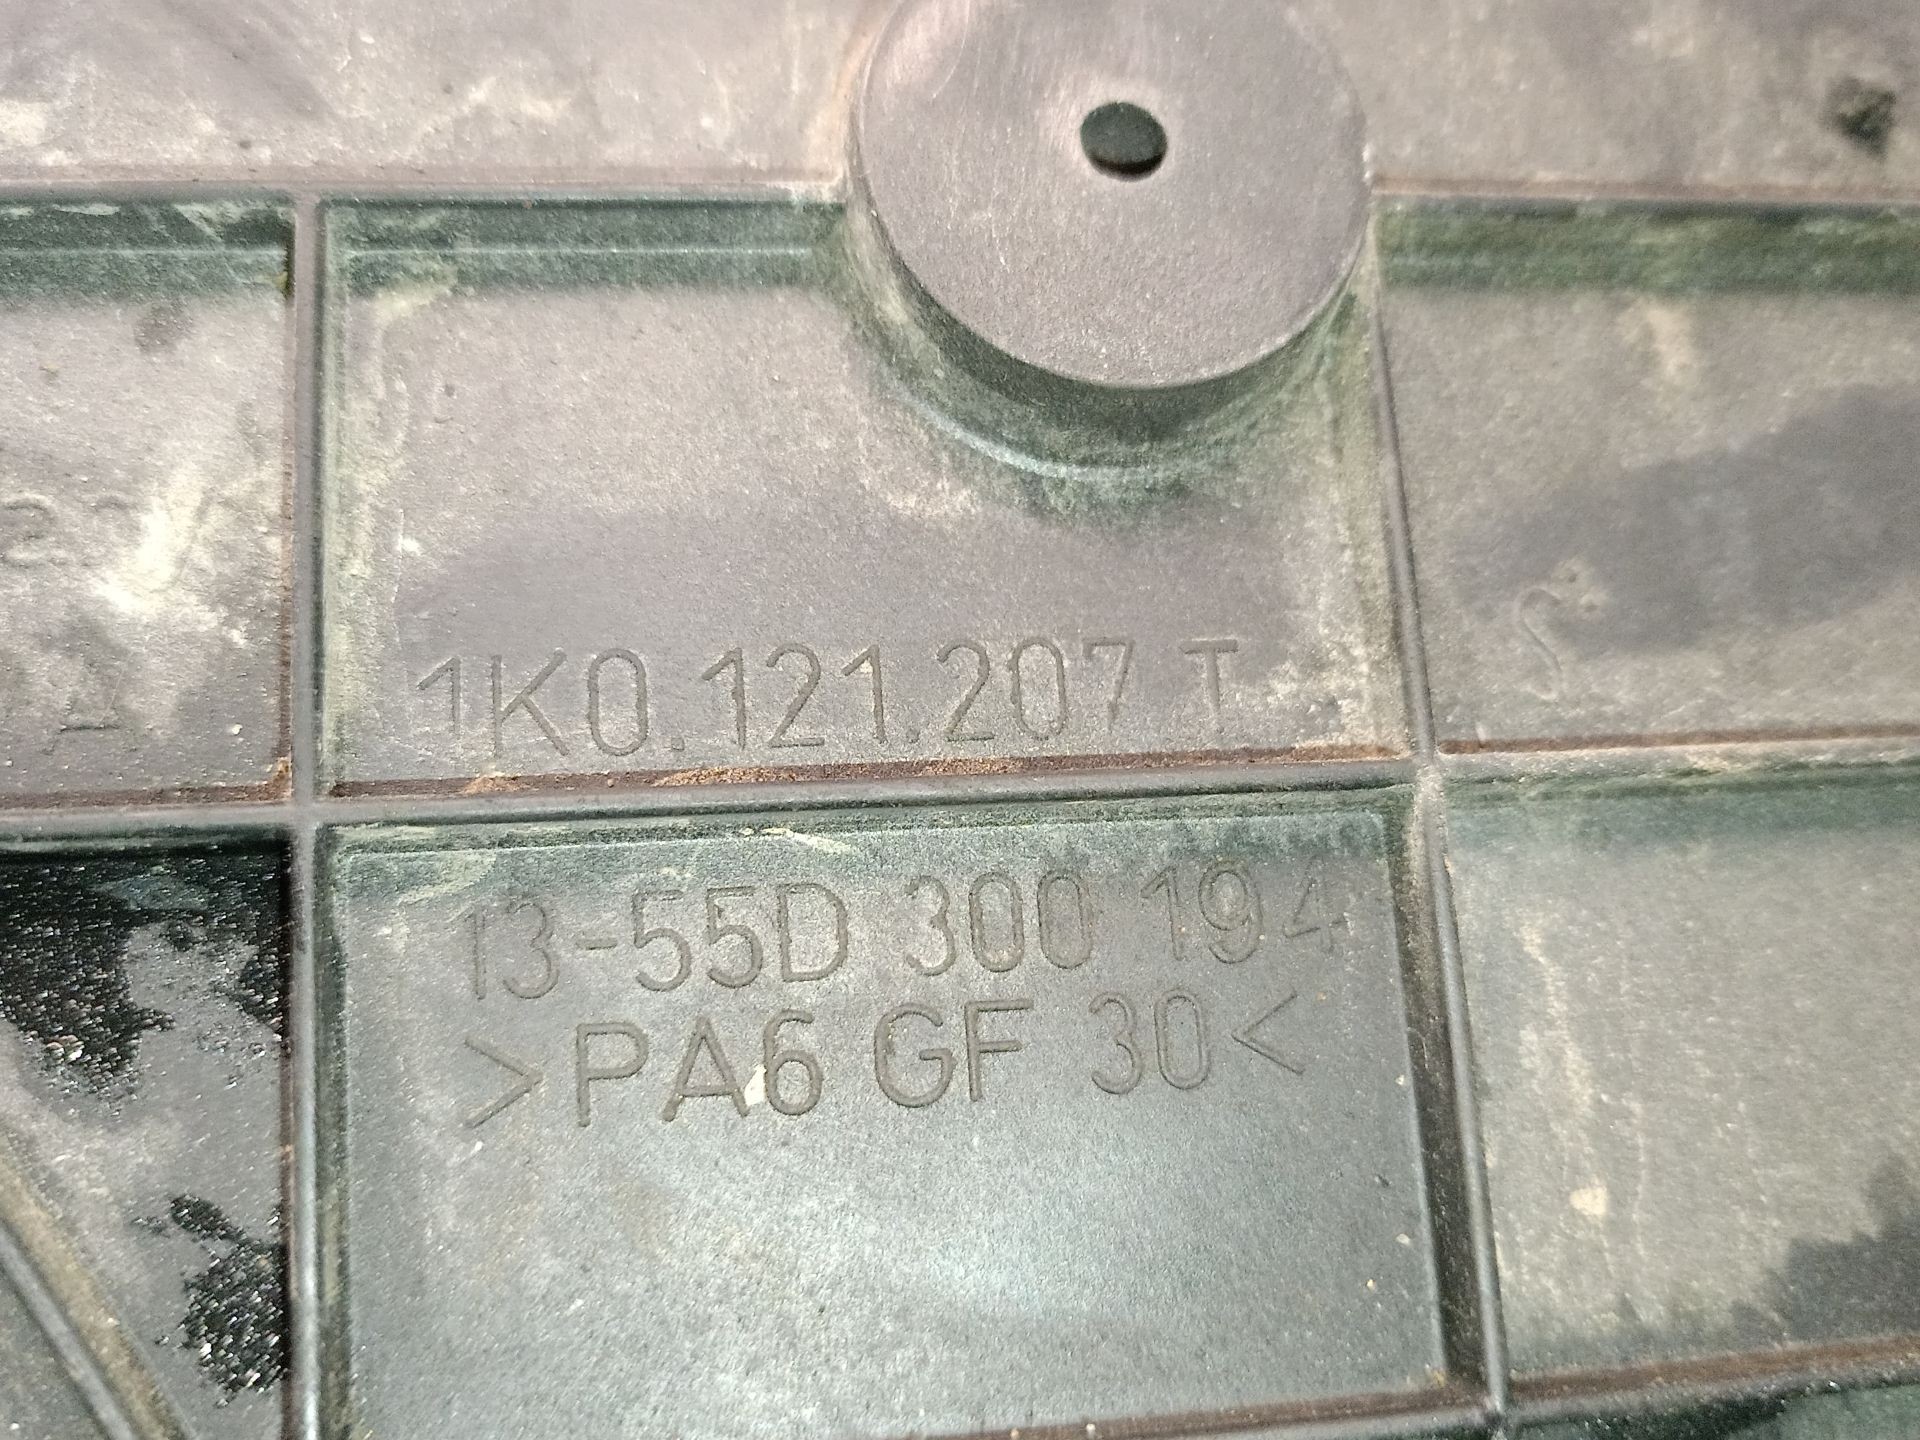 1K0.121.207 T
13-55D 300 194
>PA6 GF 30<
A